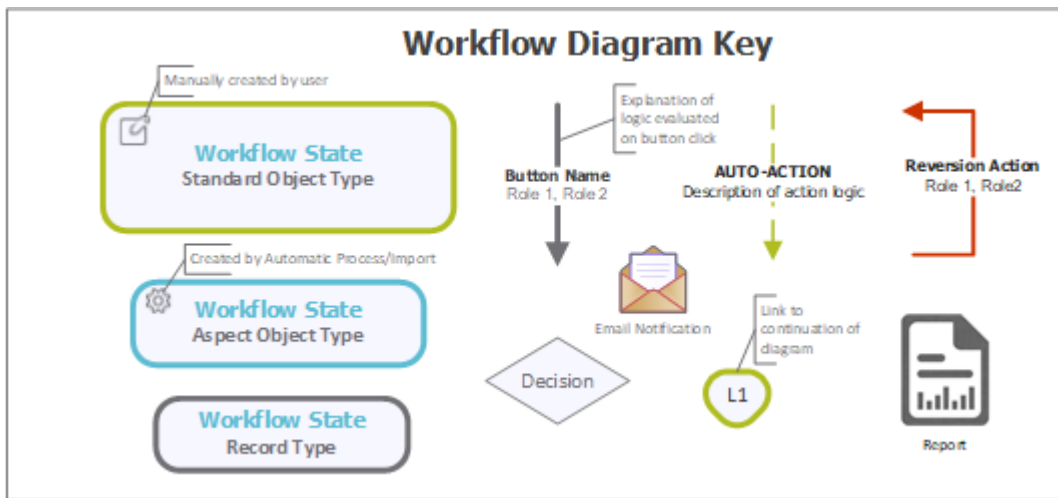 Workflow Diagram Key
Manually created by user
Workflow State
Standard Object Type
Created by Automatic Process/Import
Workflow State
Aspect Object Type
Workflow State
Record Type
Explanation of
logic evaluated
on button click
Button Name
Role 1, Role 2
Email Notification
Decision
AUTO-ACTION
Description of action logic
Link to
continuation of
diagram
L1
Reversion Action
Role 1, Role2
Report